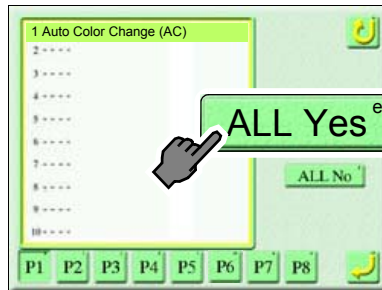 1 Auto Color Change (AC)
2 ----
3 ----
4 ----
5 ----
6 ----
7 ----
8 ----
9 ----
10 ----
ALL Yes e
ALL No
P1 P2 P3 P4 P5 P6 P7 P8